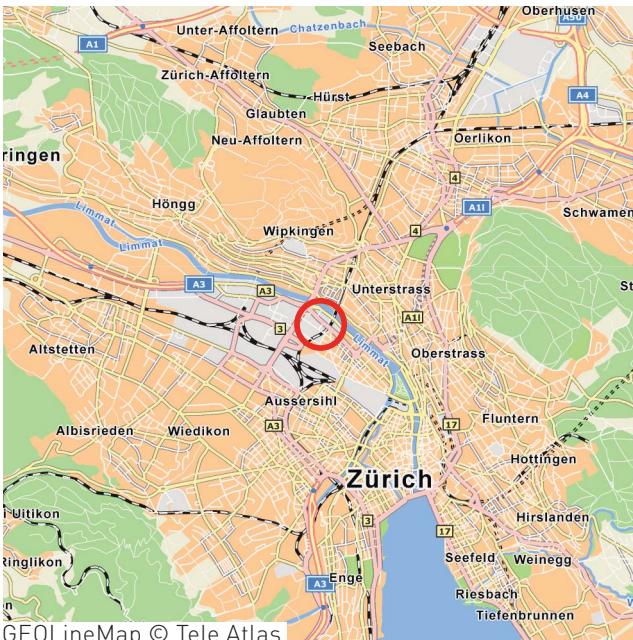 Oberhusen
A50
Unter-Affoltern
Chatzenbach
A1
Seebach
Zürich-Affoltern
Hürst
A4
Glaubten
Neu-Affoltern
Oerlikon
ringen
4
Höngg
A1l
Limmat
Schwamen
Wipkingen
4
Limmat
A3
A3
Unterstrass
St
3
A1l
Altstetten
Limmat
Oberstrass
Aussersihl
Albisrieden
Wiedikon
A3
17
Fluntern
Hottingen
Zürich
i Uitikon
3
17
Hirslanden
Ringlikon
Enge
A3
Seefeld
Weinegg
Riesbach
n
Tiefenbrunnen
GEOLineMap © Tele Atlas